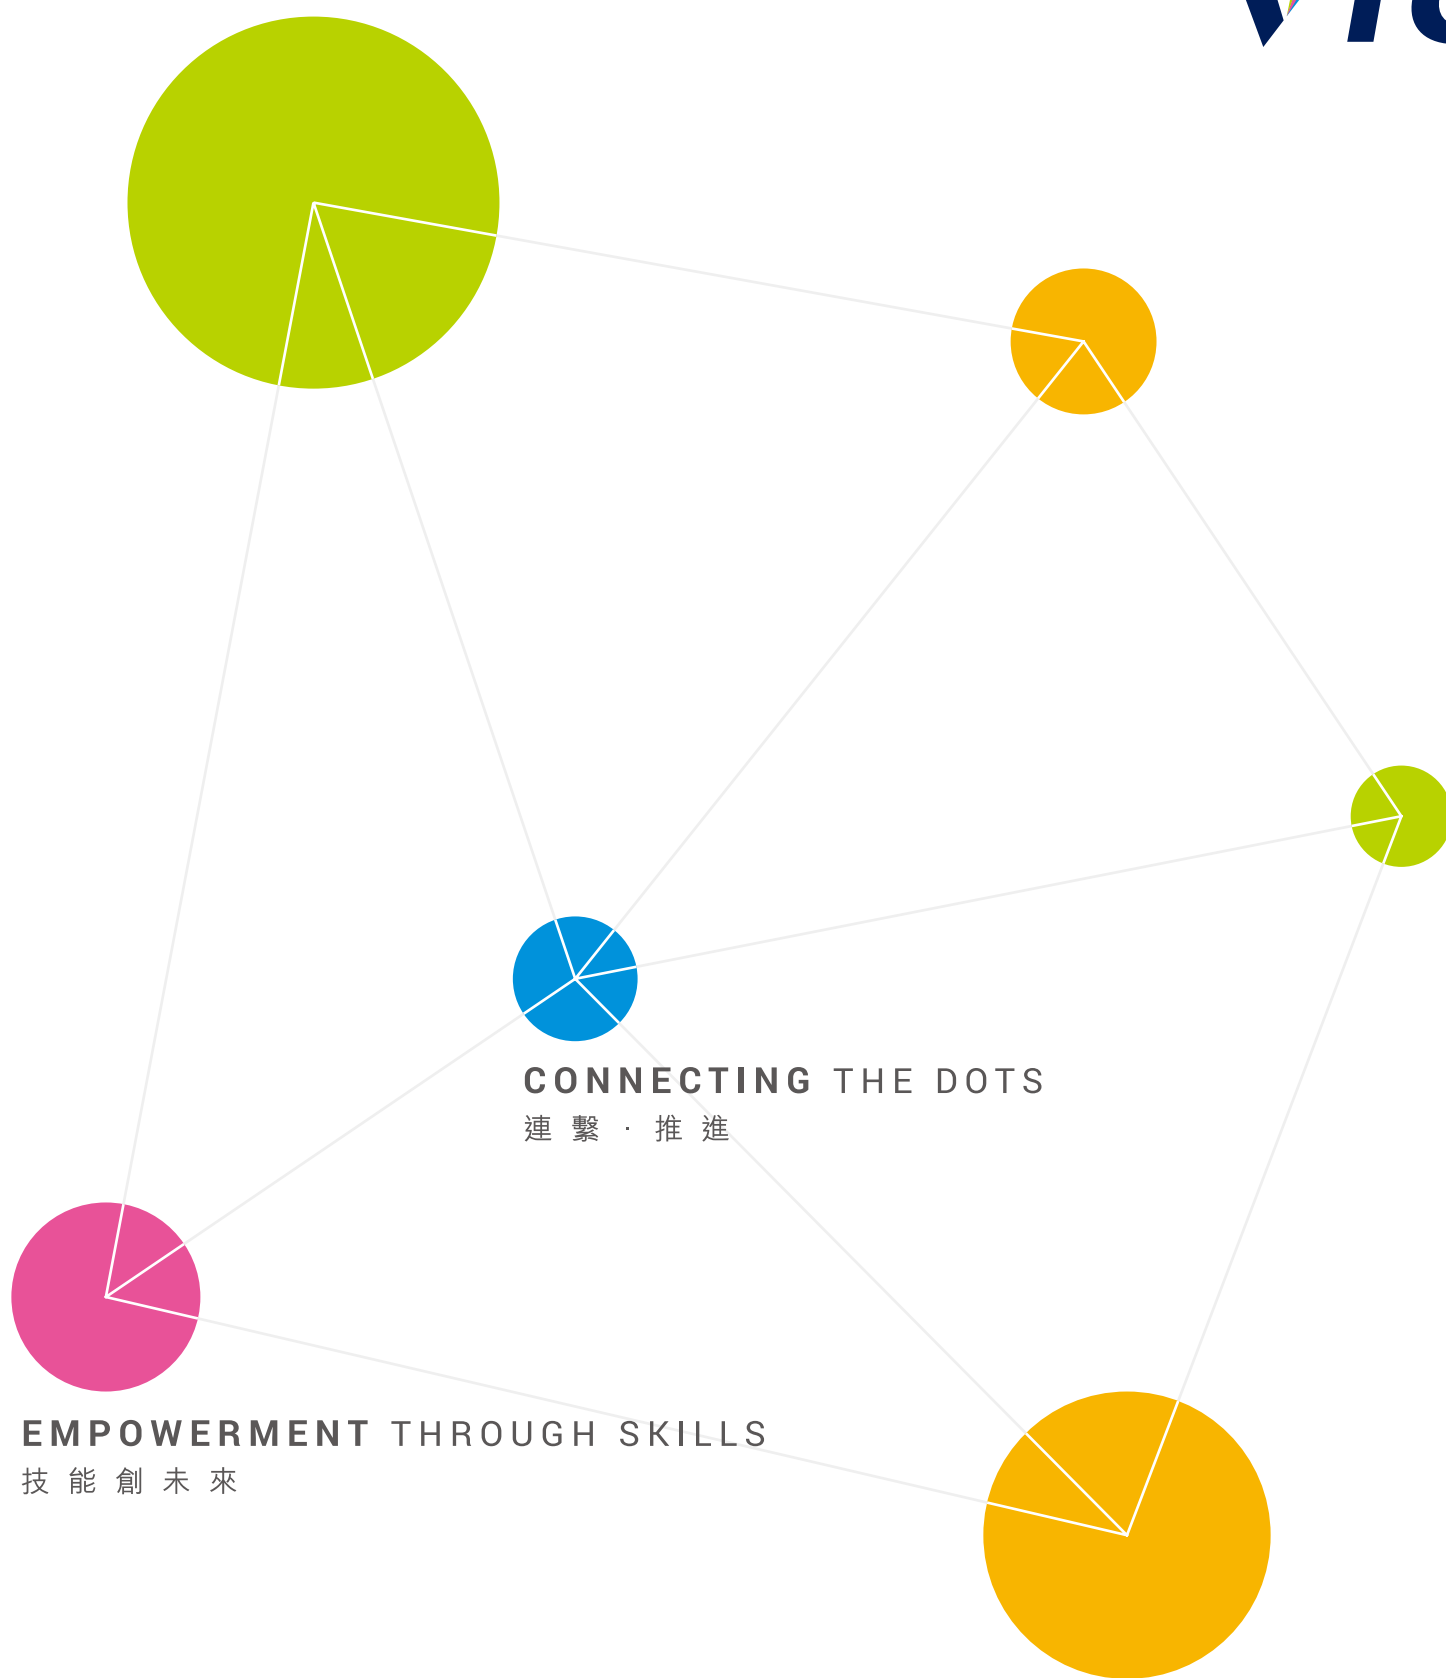 CONNECTING THE DOTS
連繫·推進
EMPOWERMENT THROUGH SKILLS
技能創未來